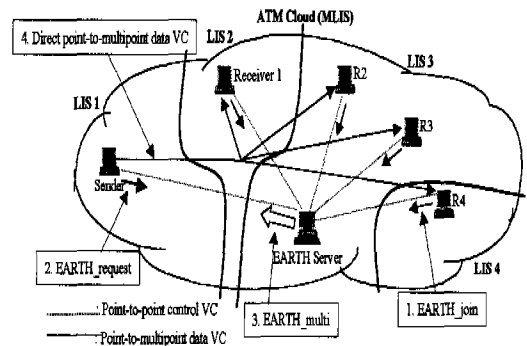 ATM Cloud (MLIS)
4. Direct point-to-multipoint data VC
LIS 2
LIS 3
Receiver 1
R2
LIS 1
R3
Sender
R4
EARTH Server
2. EARTH_request
LIS 4
3. EARTH_multi
1. EARTH_join
: Point-to-point control VC
: Point-to-multipoint data VC